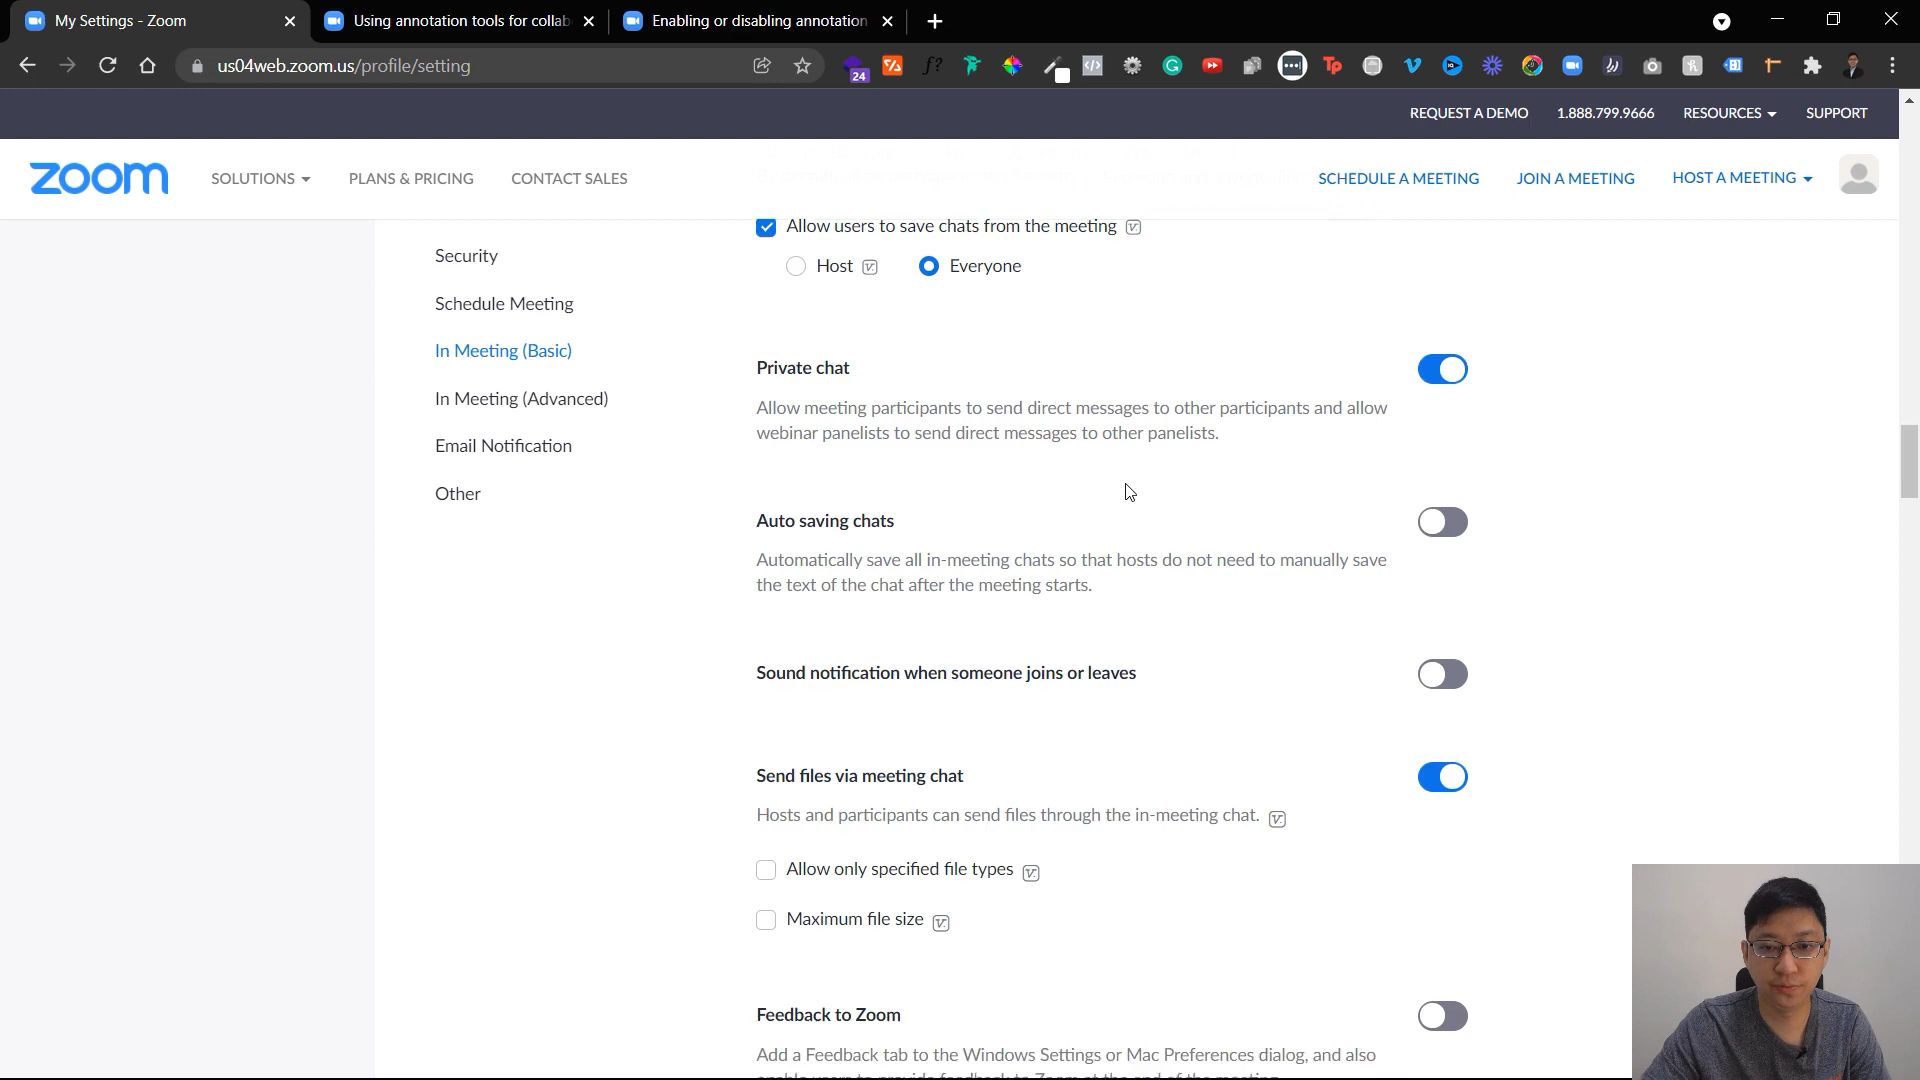 My Settings - Zoom
Using annotation tools for collab
Enabling or disabling annotation
us04web.zoom.us/profile/setting
24
f?
Tp
REQUEST A DEMO
1.888.799.9666
RESOURCES
SUPPORT
zoom
SOLUTIONS
PLANS & PRICING
CONTACT SALES
SCHEDULE A MEETING
JOIN A MEETING
HOST A MEETING
Security
Schedule Meeting
In Meeting (Basic)
In Meeting (Advanced)
Email Notification
Other
Allow users to save chats from the meeting
Host
Everyone
Private chat
Allow meeting participants to send direct messages to other participants and allow
webinar panelists to send direct messages to other panelists.
Auto saving chats
Automatically save all in-meeting chats so that hosts do not need to manually save
the text of the chat after the meeting starts.
Sound notification when someone joins or leaves
Send files via meeting chat
Hosts and participants can send files through the in-meeting chat.
Allow only specified file types
Maximum file size
Feedback to Zoom
Add a Feedback tab to the Windows Settings or Mac Preferences dialog, and also